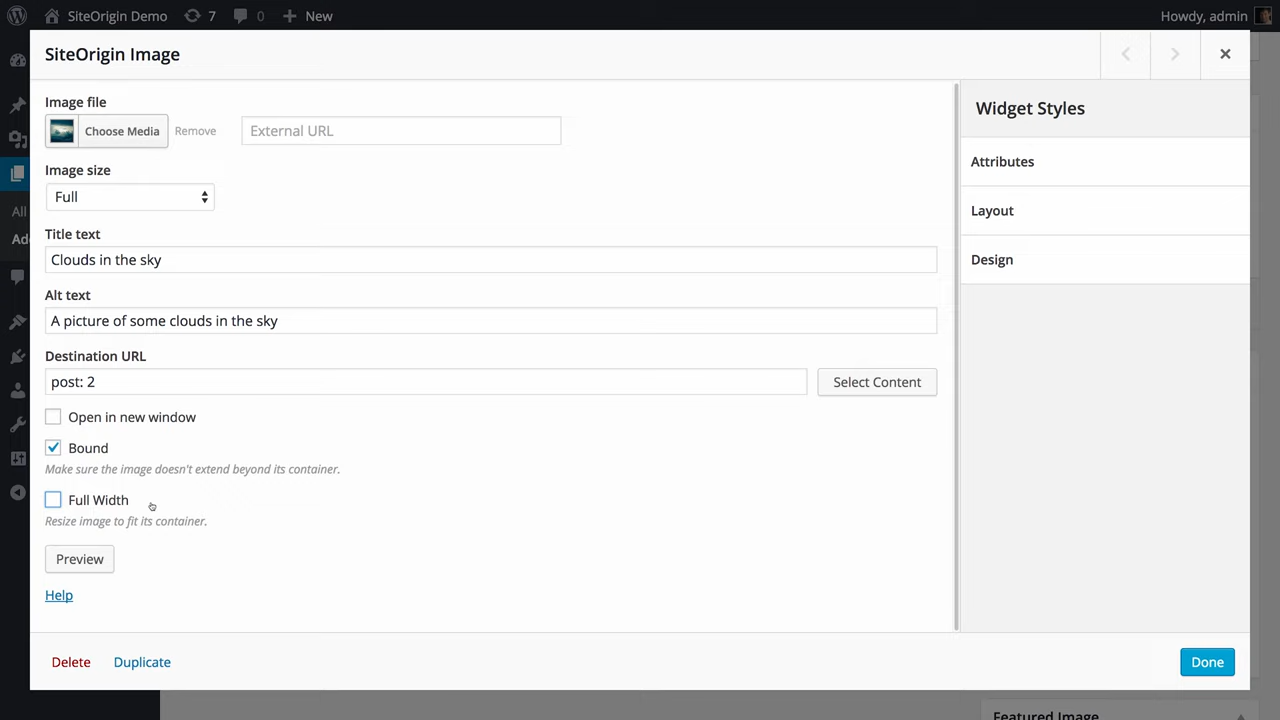 SiteOrigin Demo 7 0 New Howdy, admin
SiteOrigin Image
Image file
Choose Media Remove External URL
Image size
Full
Title text
Clouds in the sky
Alt text
A picture of some clouds in the sky
Destination URL
post: 2 Select Content
Open in new window
Bound
Make sure the image doesn't extend beyond its container.
Full Width
Resize image to fit its container.
Preview
Help
Delete Duplicate Done
Widget Styles
Attributes
Layout
Design
All
Featured Image